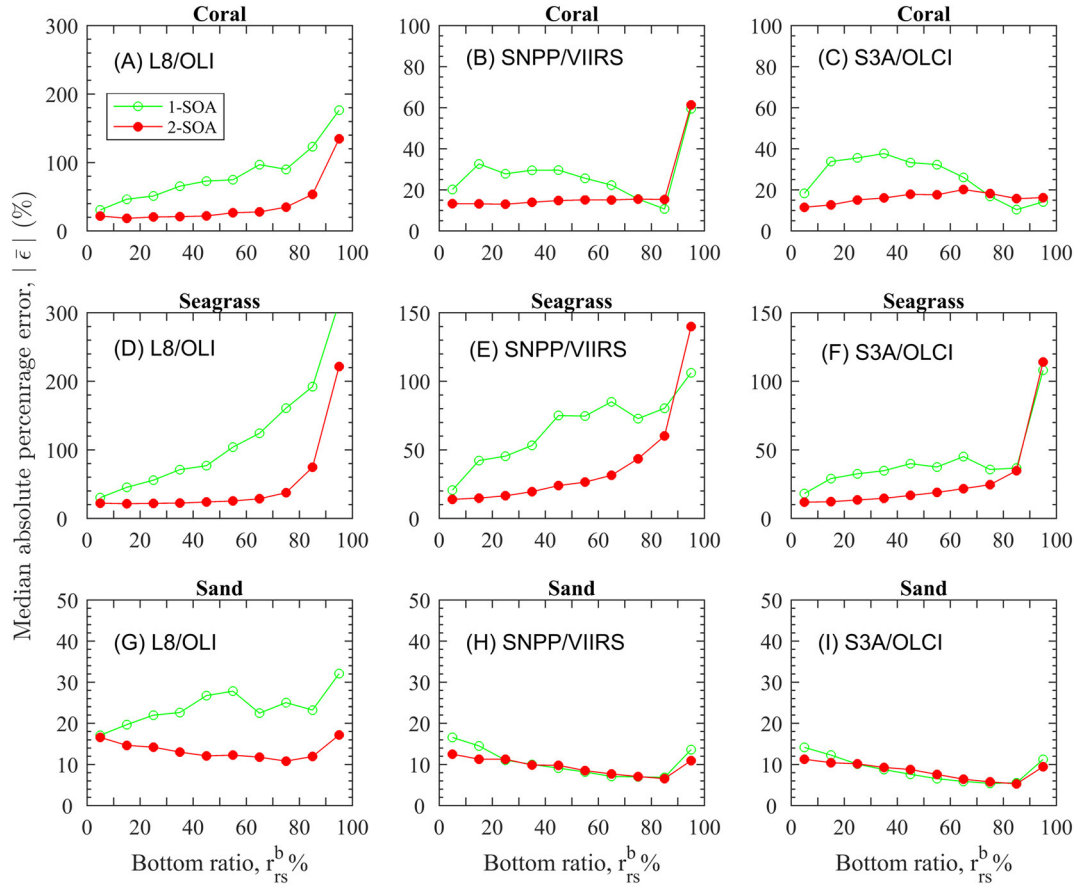 Median absolute percenrage error, | ε̄ | (%)
Coral
(A) L8/OLI
1-SOA
2-SOA
300
200
100
0
0 20 40 60 80 100
Coral
(B) SNPP/VIIRS
100
80
60
40
20
0
0 20 40 60 80 100
Coral
(C) S3A/OLCI
100
80
60
40
20
0
0 20 40 60 80 100
Seagrass
(D) L8/OLI
300
200
100
0
0 20 40 60 80 100
Seagrass
(E) SNPP/VIIRS
150
100
50
0
0 20 40 60 80 100
Seagrass
(F) S3A/OLCI
150
100
50
0
0 20 40 60 80 100
Sand
(G) L8/OLI
50
40
30
20
10
0
0 20 40 60 80 100
Bottom ratio, r_rs^b%
Sand
(H) SNPP/VIIRS
50
40
30
20
10
0
0 20 40 60 80 100
Bottom ratio, r_rs^b%
Sand
(I) S3A/OLCI
50
40
30
20
10
0
0 20 40 60 80 100
Bottom ratio, r_rs^b%